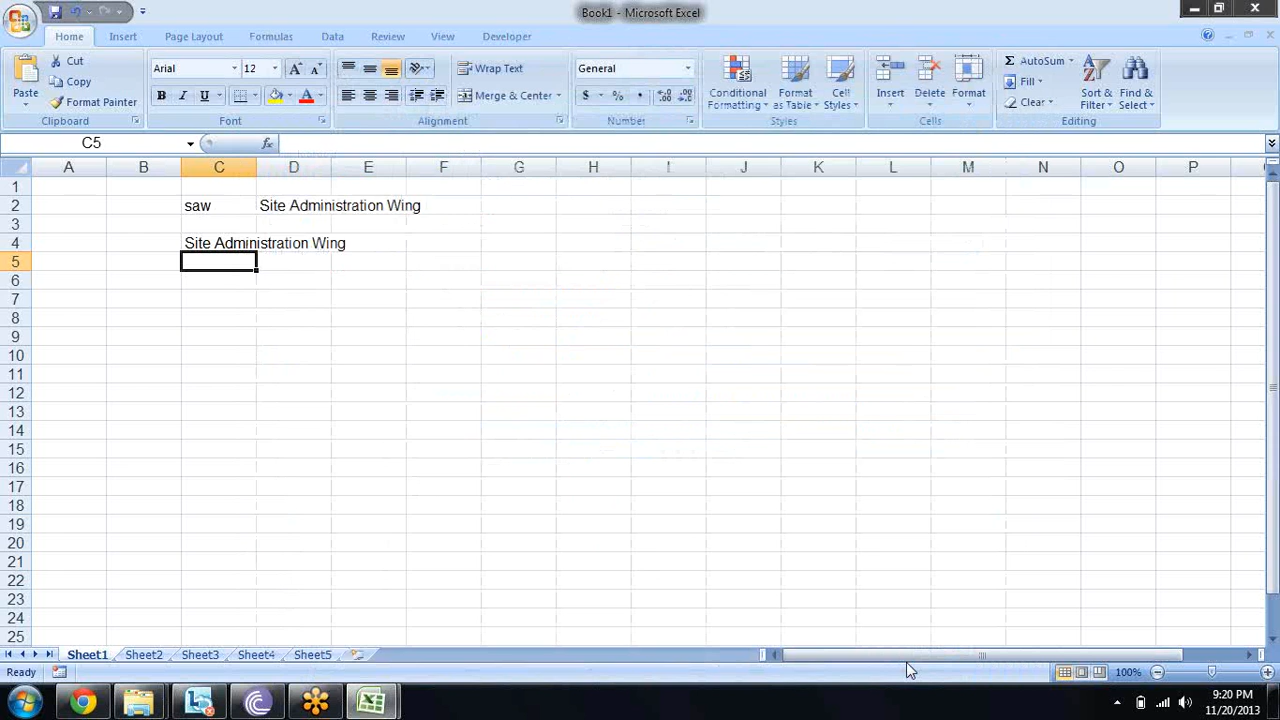 Book1 - Microsoft Excel
Home Insert Page Layout Formulas Data Review View Developer
Cut
Copy
Format Painter
Paste
Clipboard
Arial 12
B I U
Font
Wrap Text
Merge & Center
Alignment
General
$ % ,
Number
Conditional Formatting
Format as Table
Cell Styles
Styles
Insert Delete Format
Cells
AutoSum
Fill
Clear
Sort & Filter
Find & Select
Editing
C5 fx
A B C D E F G H I J K L M N O P
1
2 saw Site Administration Wing
3
4 Site Administration Wing
5
6
7
8
9
10
11
12
13
14
15
16
17
18
19
20
21
22
23
24
25
Sheet1 Sheet2 Sheet3 Sheet4 Sheet5
Ready 100%
9:20 PM
11/20/2013